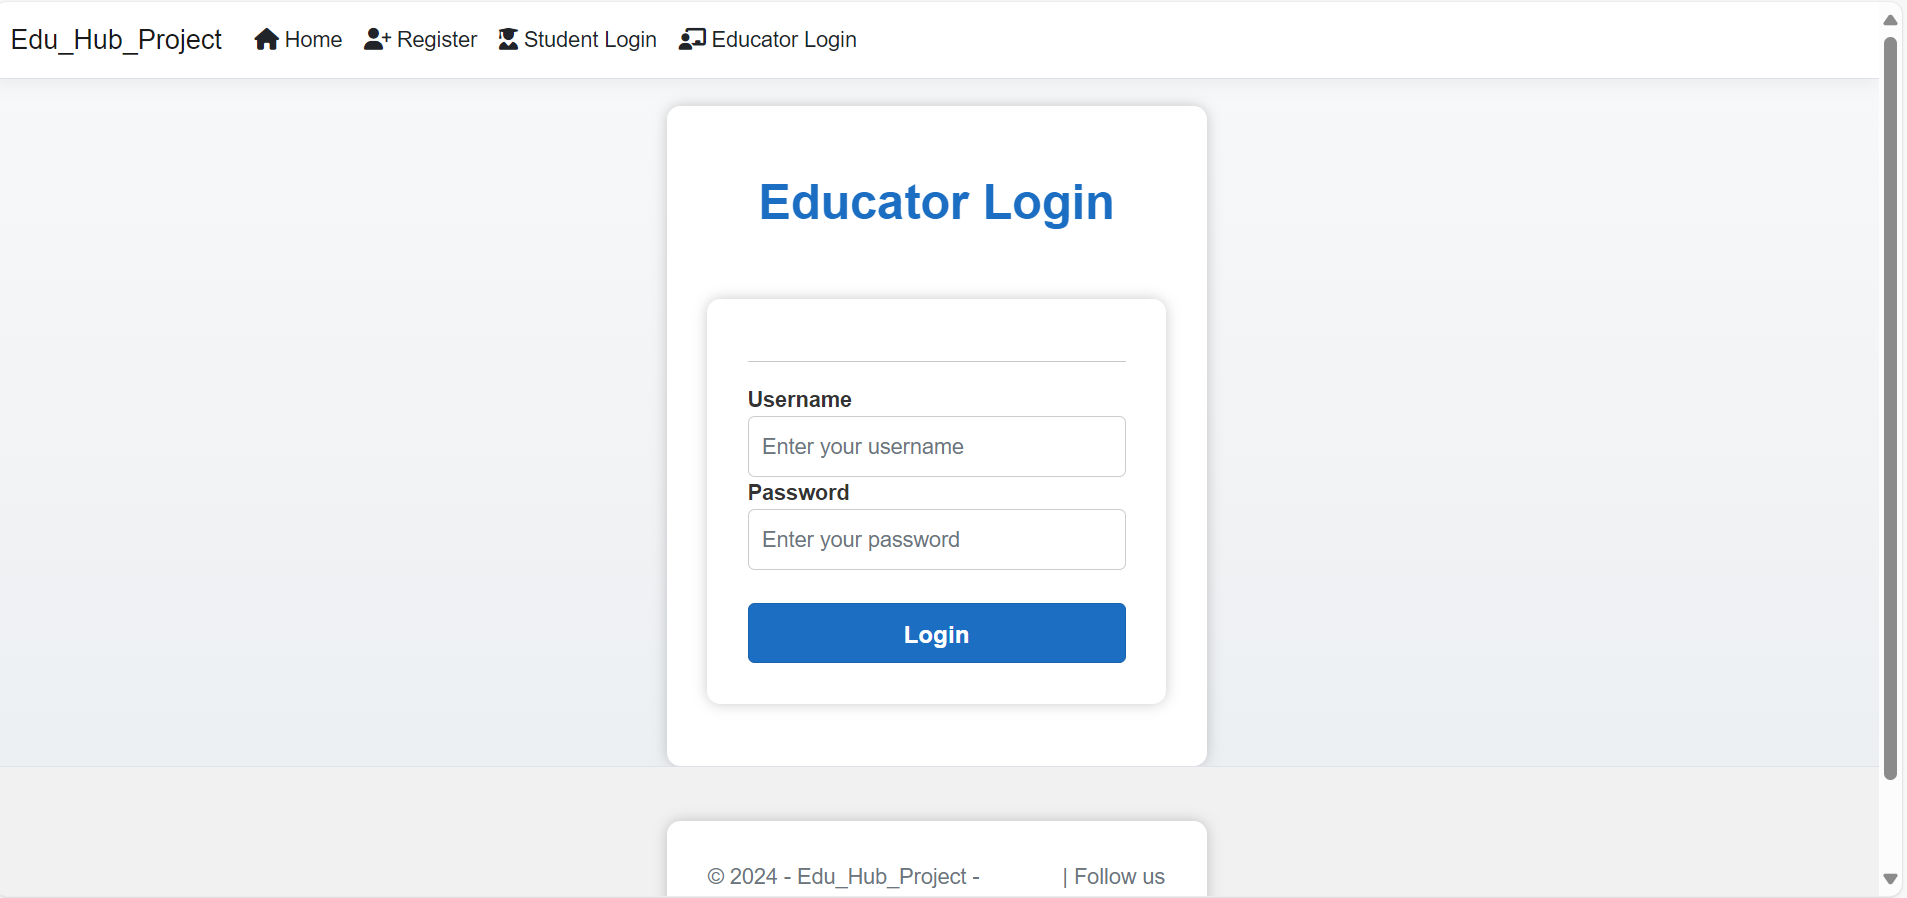 Edu_Hub_Project Home Register Student Login Educator Login
Educator Login
Username
Enter your username
Password
Enter your password
Login
© 2024 - Edu_Hub_Project - | Follow us